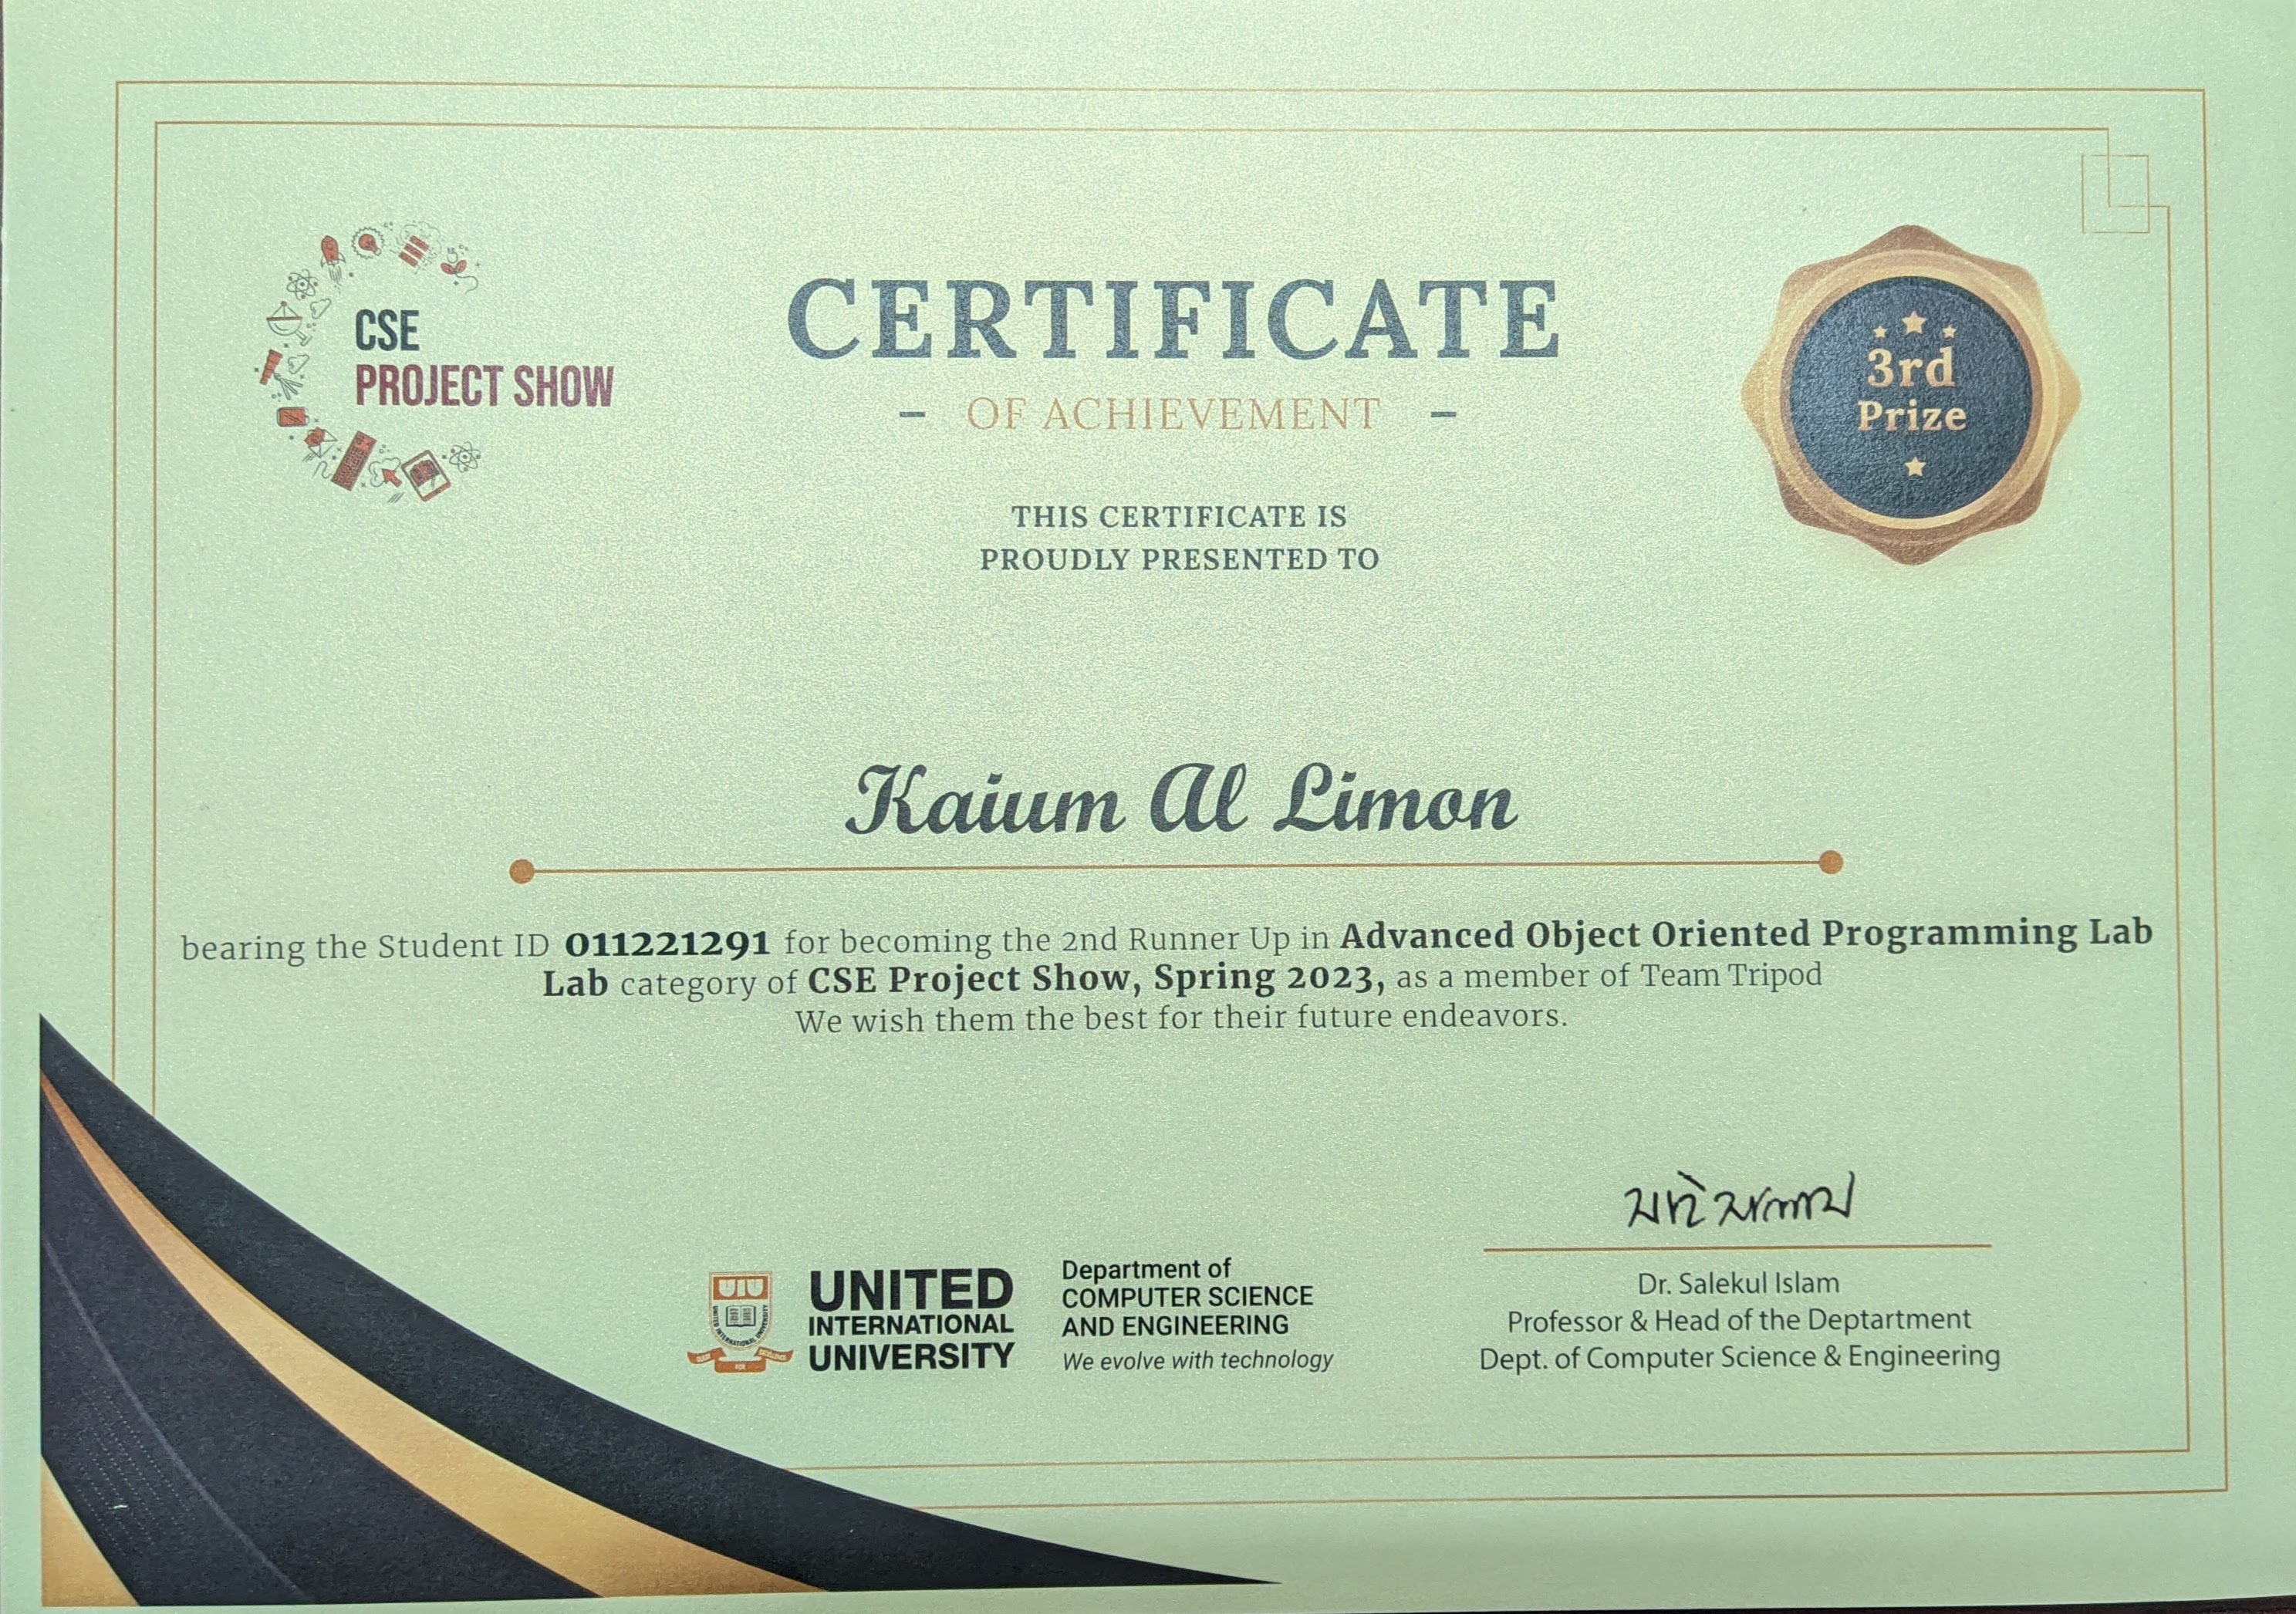 CSE
PROJECT SHOW
CERTIFICATE
- OF ACHIEVEMENT -
3rd
Prize
THIS CERTIFICATE IS
PROUDLY PRESENTED TO
Kaium Al Limon
bearing the Student ID 011221291 for becoming the 2nd Runner Up in Advanced Object Oriented Programming Lab
Lab category of CSE Project Show, Spring 2023, as a member of Team Tripod
We wish them the best for their future endeavors.
UIU
UNITED INTERNATIONAL UNIVERSITY
UNITED
INTERNATIONAL
UNIVERSITY
Department of
COMPUTER SCIENCE
AND ENGINEERING
We evolve with technology
Dr. Salekul Islam
Professor & Head of the Deptartment
Dept. of Computer Science & Engineering